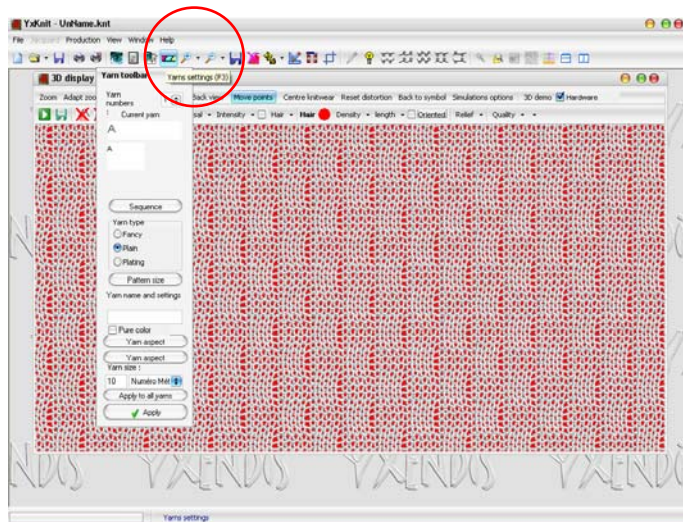 YxKnit - UnName.knt
File Jacquard Production View Window Help
3D display
Yarn toolbar
Yarns settings (F3)
Zoom Adapt zoo
Back view Move points Centre knitwear Reset distortion Back to symbol Simulations options 3D demo Hardware
Intensity Hair Hair Density length Oriented Relief Quality
Yarn
numbers
Current yarn
A
A
Sequence
Yarn type
Fancy
Plain
Plating
Pattern size
Yarn name and settings
Pure color
Yarn aspect
Yarn aspect
Yarn size :
10 Numéro Mét
Apply to all yarns
Apply
YXENDIS YXENDIS YXENDIS
Yarns settings